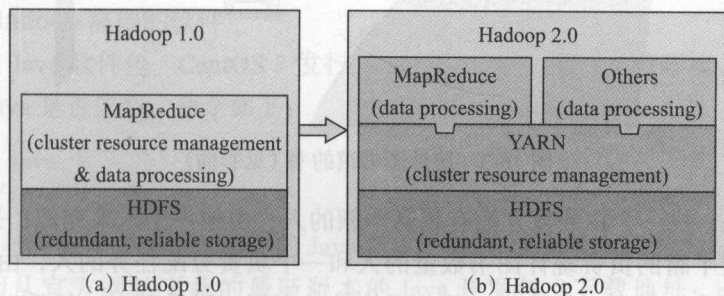 Hadoop 1.0
MapReduce
(cluster resource management
& data processing)
HDFS
(redundant, reliable storage)
(a) Hadoop 1.0
Hadoop 2.0
MapReduce
(data processing)
Others
(data processing)
YARN
(cluster resource management)
HDFS
(redundant, reliable storage)
(b) Hadoop 2.0